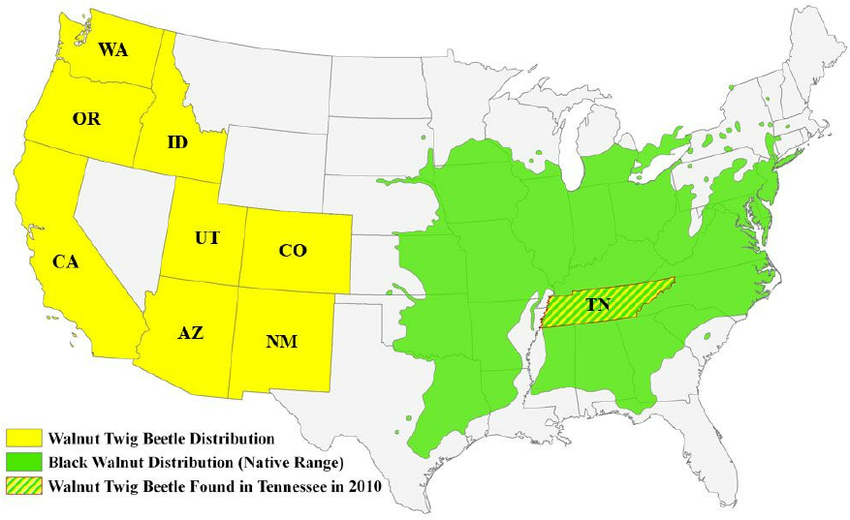 WA
OR
ID
UT
CO
CA
AZ
NM
TN
Walnut Twig Beetle Distribution
Black Walnut Distribution (Native Range)
Walnut Twig Beetle Found in Tennessee in 2010